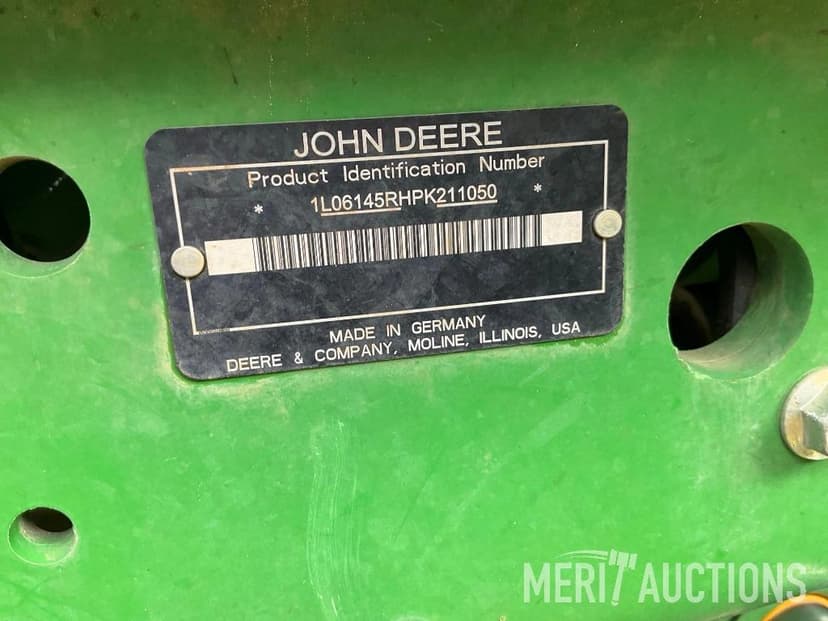 JOHN DEERE
Product Identification Number
* 1L06145RHPK211050 *
MADE IN GERMANY
DEERE & COMPANY, MOLINE, ILLINOIS, USA
MERIT AUCTIONS